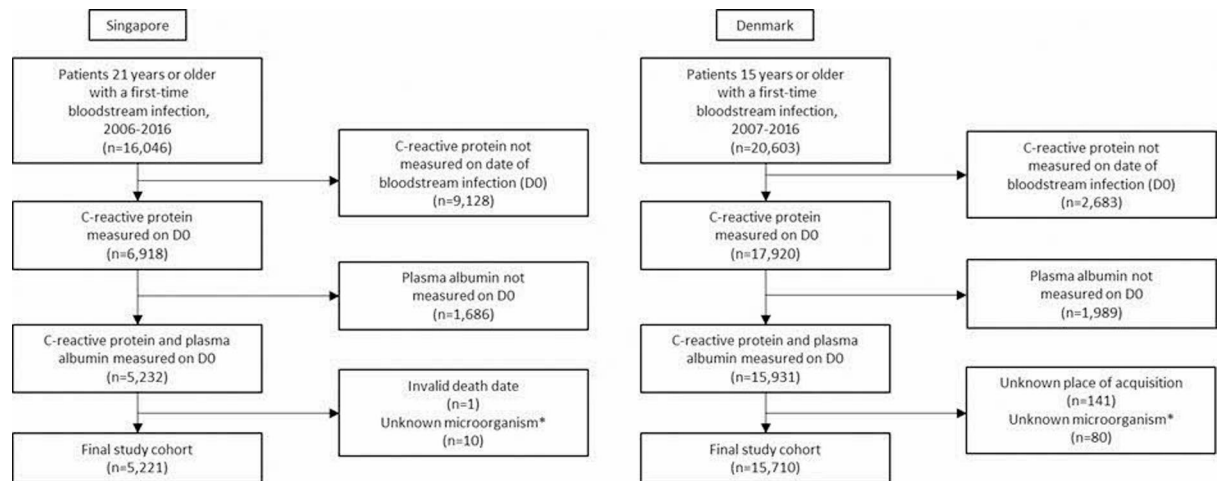 Singapore
Patients 21 years or older
with a first-time
bloodstream infection,
2006-2016
(n=16,046)
C-reactive protein not
measured on date of
bloodstream infection (D0)
(n=9,128)
C-reactive protein
measured on D0
(n=6,918)
Plasma albumin not
measured on D0
(n=1,686)
C-reactive protein and plasma
albumin measured on D0
(n=5,232)
Invalid death date
(n=1)
Unknown microorganism*
(n=10)
Final study cohort
(n=5,221)
Denmark
Patients 15 years or older
with a first-time
bloodstream infection,
2007-2016
(n=20,603)
C-reactive protein not
measured on date of
bloodstream infection (D0)
(n=2,683)
C-reactive protein
measured on D0
(n=17,920)
Plasma albumin not
measured on D0
(n=1,989)
C-reactive protein and plasma
albumin measured on D0
(n=15,931)
Unknown place of acquisition
(n=141)
Unknown microorganism*
(n=80)
Final study cohort
(n=15,710)